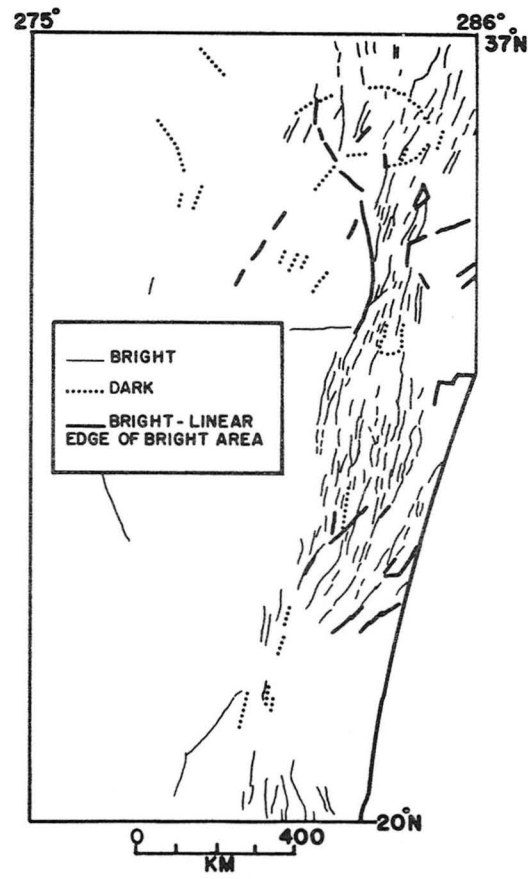 275°
286°
37°N
BRIGHT
DARK
BRIGHT - LINEAR
EDGE OF BRIGHT AREA
20°N
0 400
KM